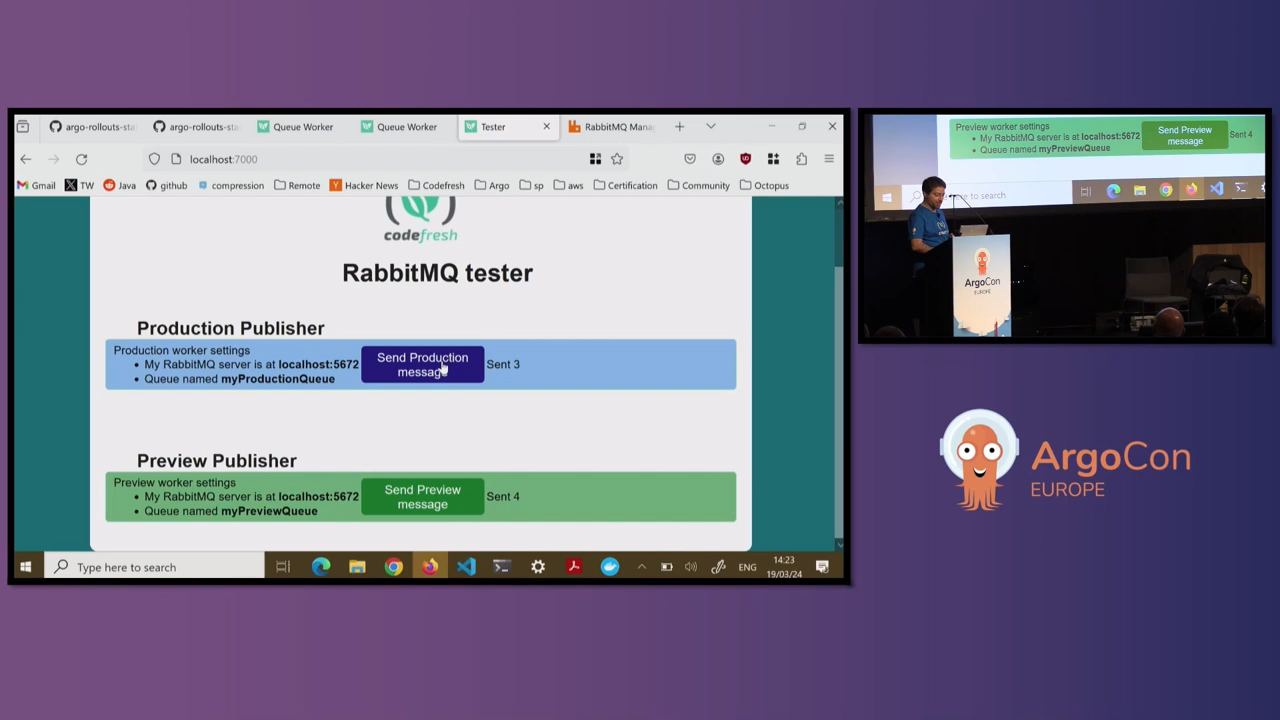 argo-rollouts-sta
argo-rollouts-sta
Queue Worker
Queue Worker
Tester
RabbitMQ Mana
localhost:7000
Gmail
TW
Java
github
compression
Remote
Hacker News
Codefresh
Argo
sp
aws
Certification
Community
Octopus
codefresh
RabbitMQ tester
Production Publisher
Production worker settings
My RabbitMQ server is at localhost:5672
Queue named myProductionQueue
Send Production
message
Sent 3
Preview Publisher
Preview worker settings
My RabbitMQ server is at localhost:5672
Queue named myPreviewQueue
Send Preview
message
Sent 4
Type here to search
ENG
14:23
19/03/24
Preview worker settings
My RabbitMQ server is at localhost:5672
Queue named myPreviewQueue
Send Preview
message
Sent 4
to search
ArgoCon
EUROPE
ArgoCon
EUROPE